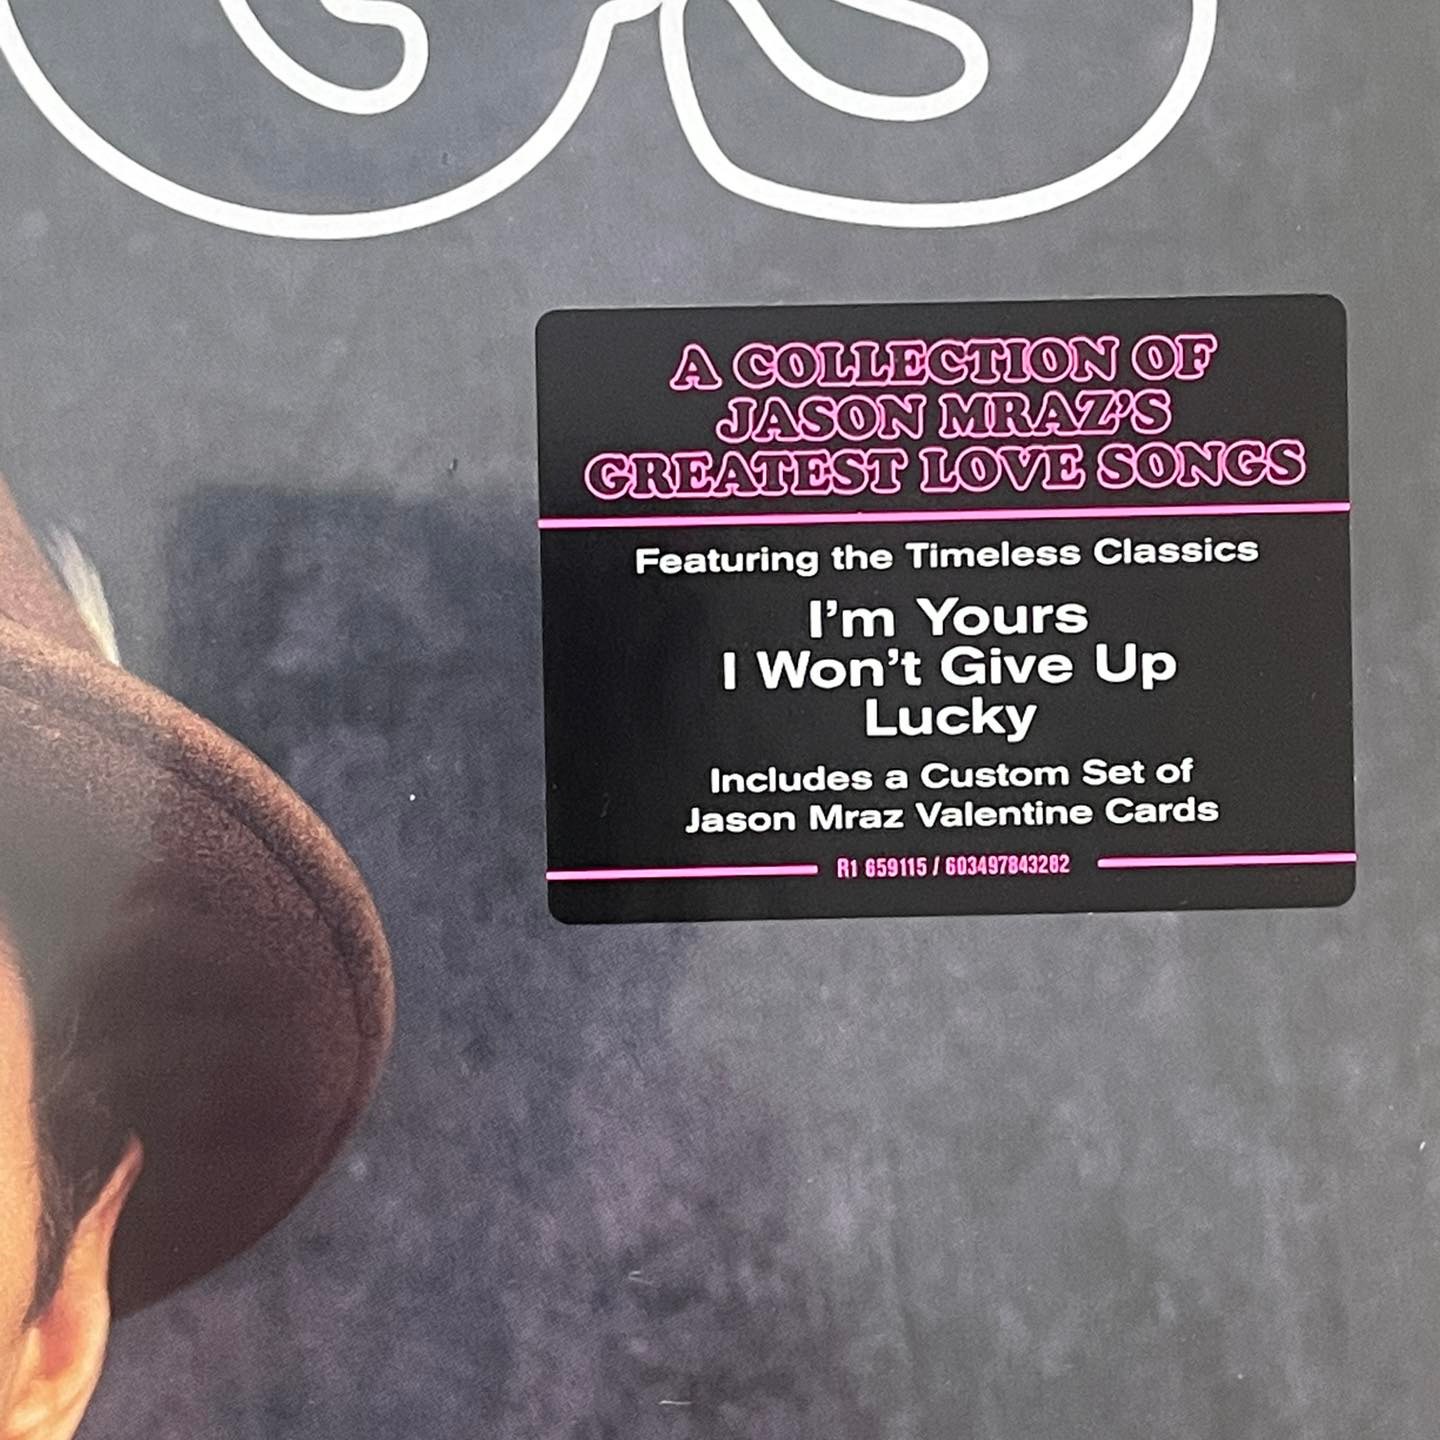 A COLLECTION OF
JASON MRAZ'S
GREATEST LOVE SONGS
Featuring the Timeless Classics
I'm Yours
I Won't Give Up
Lucky
Includes a Custom Set of
Jason Mraz Valentine Cards
R1 659115 / 603497843282